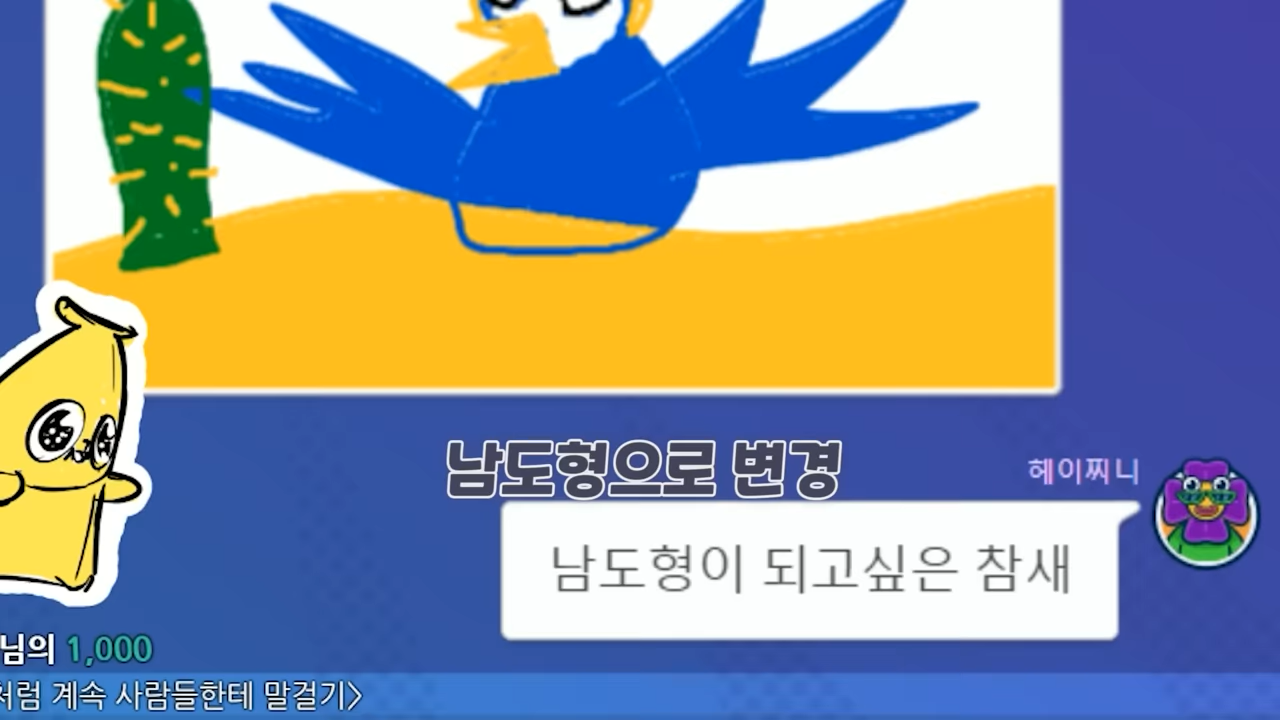 남도형으로 변경
헤이찌니
남도형이 되고싶은 참새
님의 1,000
처럼 계속 사람들한테 말걸기>